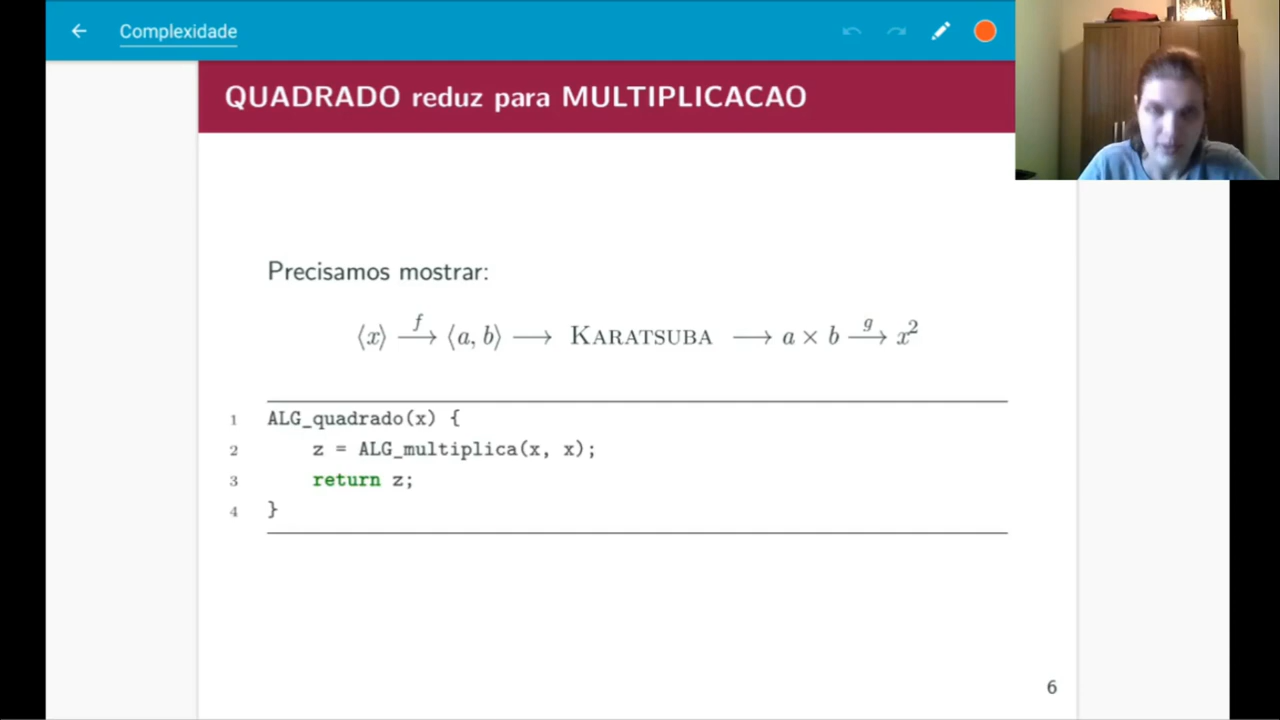 Complexidade
QUADRADO reduz para MULTIPLICACAO
Precisamos mostrar:
⟨x⟩ —f→ ⟨a, b⟩ ⟶ KARATSUBA ⟶ a × b —g→ x²
1 ALG_quadrado(x) {
2 z = ALG_multiplica(x, x);
3 return z;
4 }
6